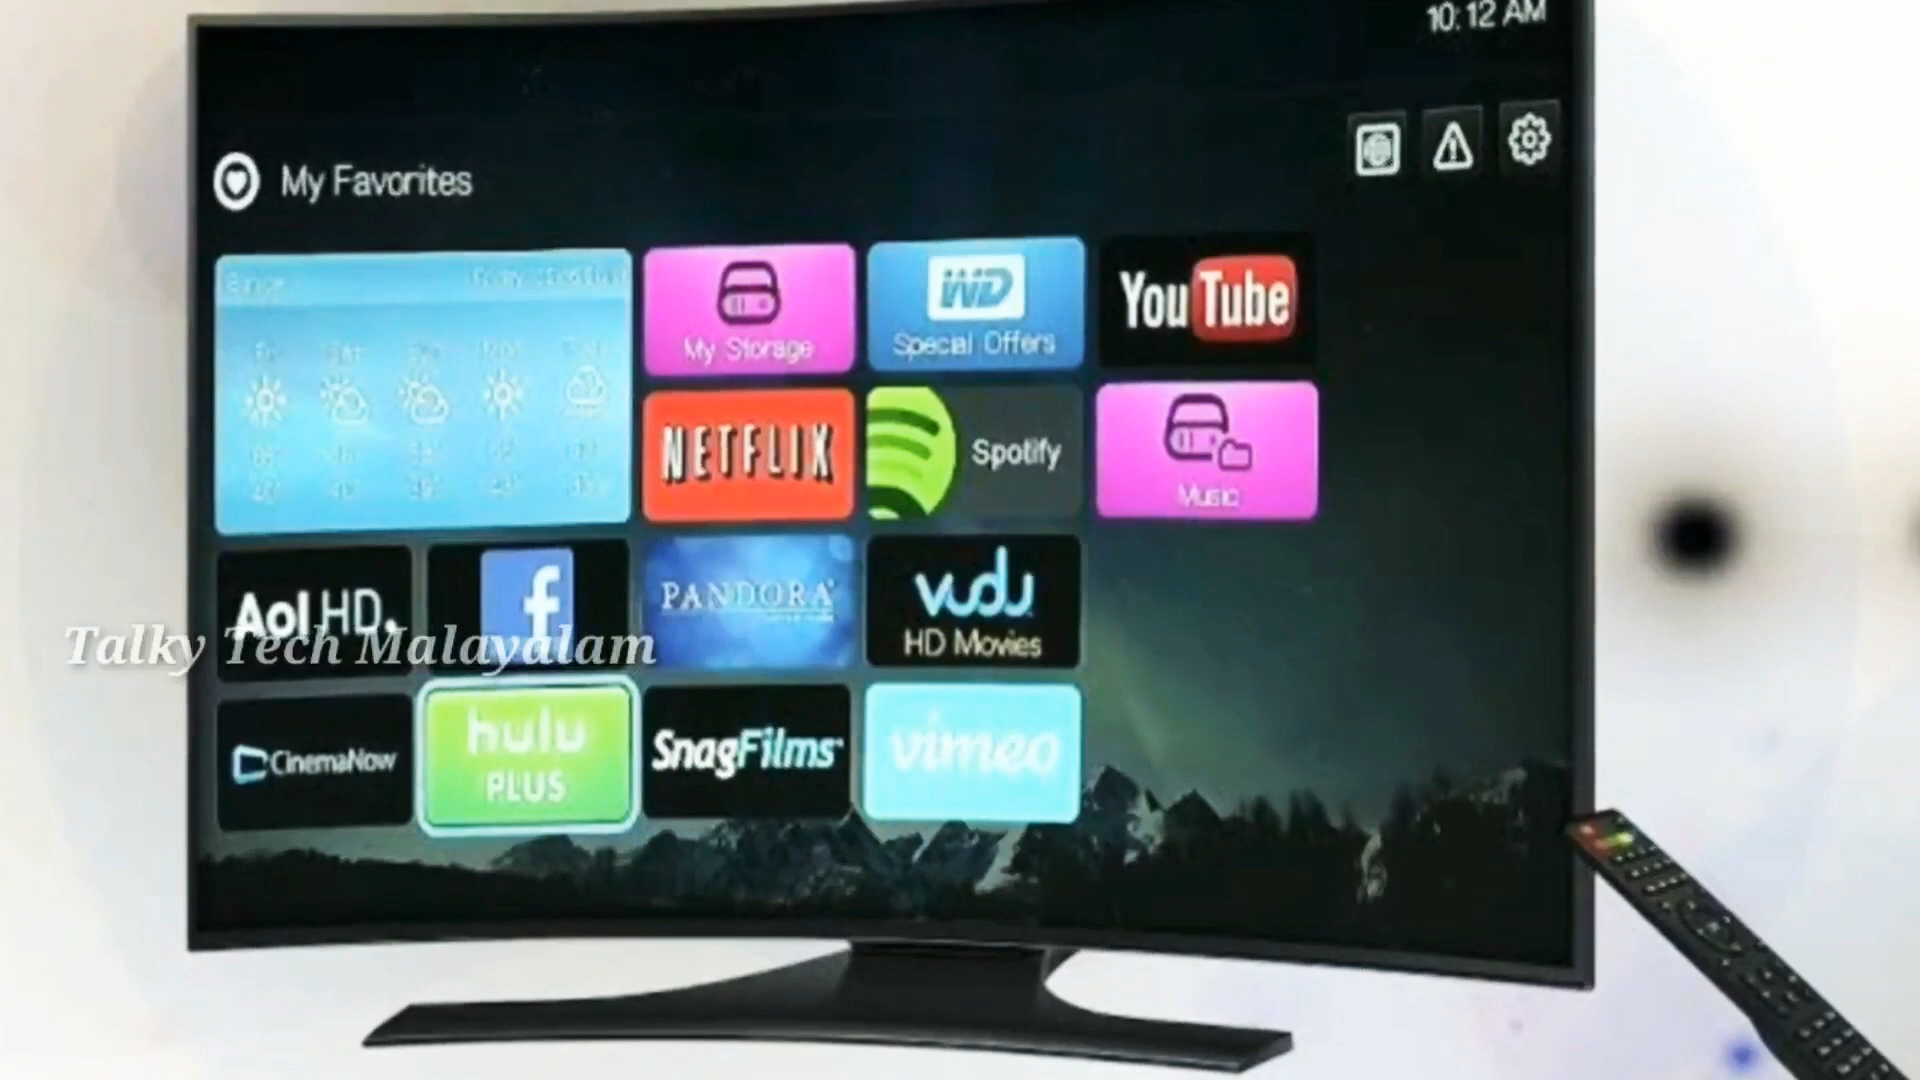 10:12 AM
My Favorites
My Storage
WD
Special Offers
YouTube
NETFLIX
Spotify
Music
Aol HD.
f
PANDORA
vudu
HD Movies
Talky Tech Malayalam
CinemaNow
hulu
PLUS
SnagFilms
vimeo